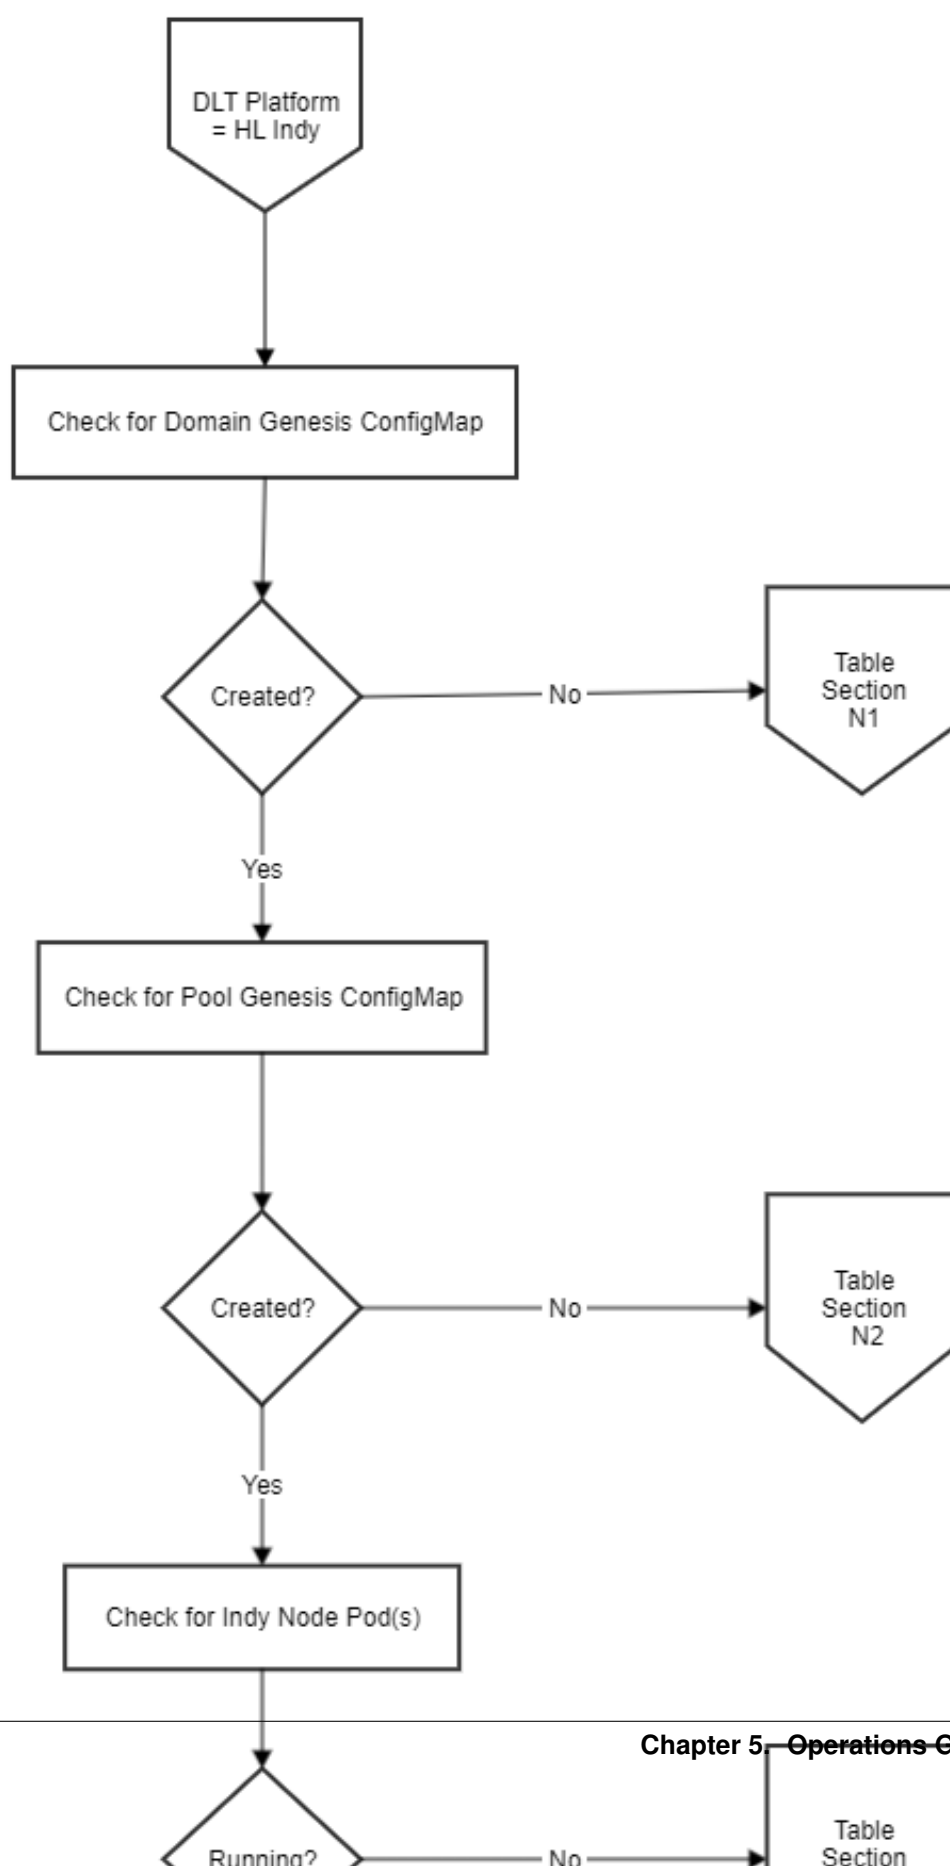 DLT Platform
= HL Indy
Check for Domain Genesis ConfigMap
Created?
No
Table
Section
N1
Yes
Check for Pool Genesis ConfigMap
Created?
No
Table
Section
N2
Yes
Check for Indy Node Pod(s)
Chapter 5. Operations
Running?
No
Table
Section